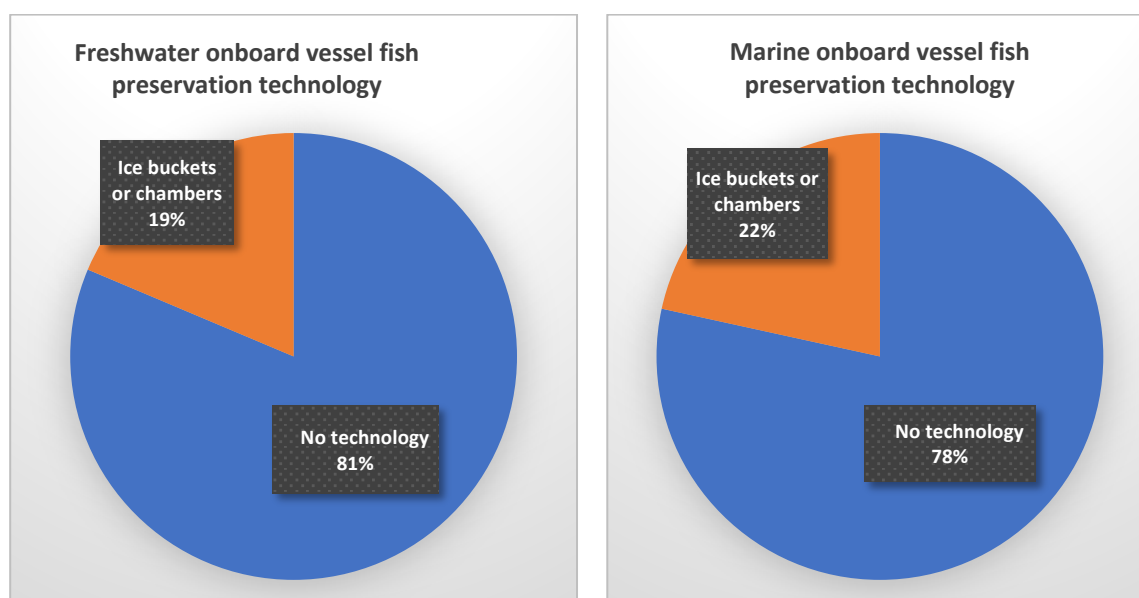 Freshwater onboard vessel fish
preservation technology
Ice buckets
or chambers
19%
No technology
81%
Marine onboard vessel fish
preservation technology
Ice buckets or
chambers
22%
No technology
78%